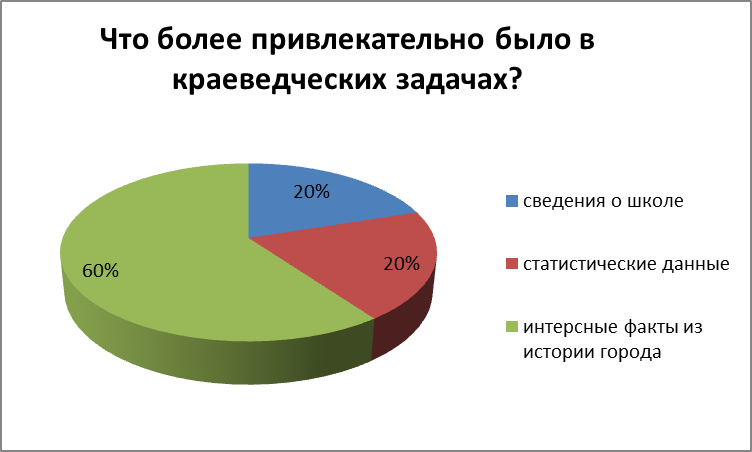 Что более привлекательно было в
краеведческих задачах?
20%
20%
60%
сведения о школе
статистические данные
интерсные факты из
истории города